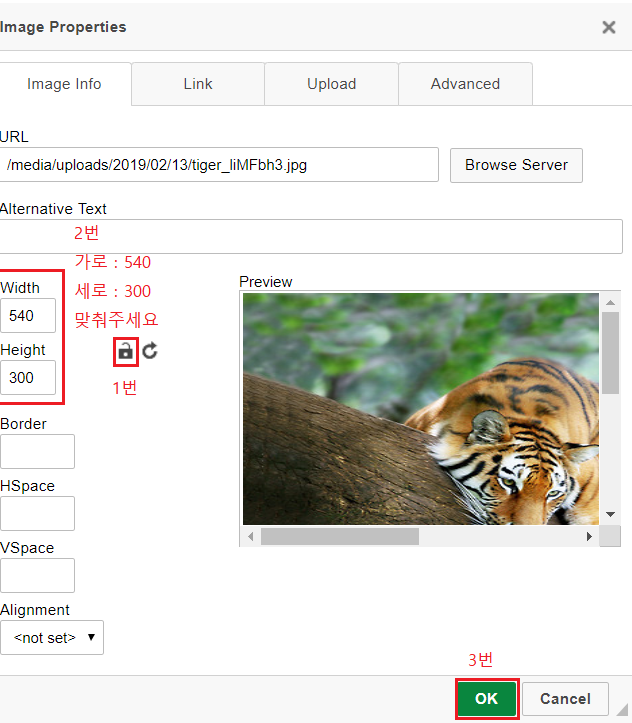 Image Properties
Image Info
Link
Upload
Advanced
URL
/media/uploads/2019/02/13/tiger_liMFbh3.jpg
Browse Server
Alternative Text
2번
가로 : 540
세로 : 300
맞춰주세요
Width
540
Height
300
1번
Preview
Border
HSpace
VSpace
Alignment
<not set>
3번
OK
Cancel